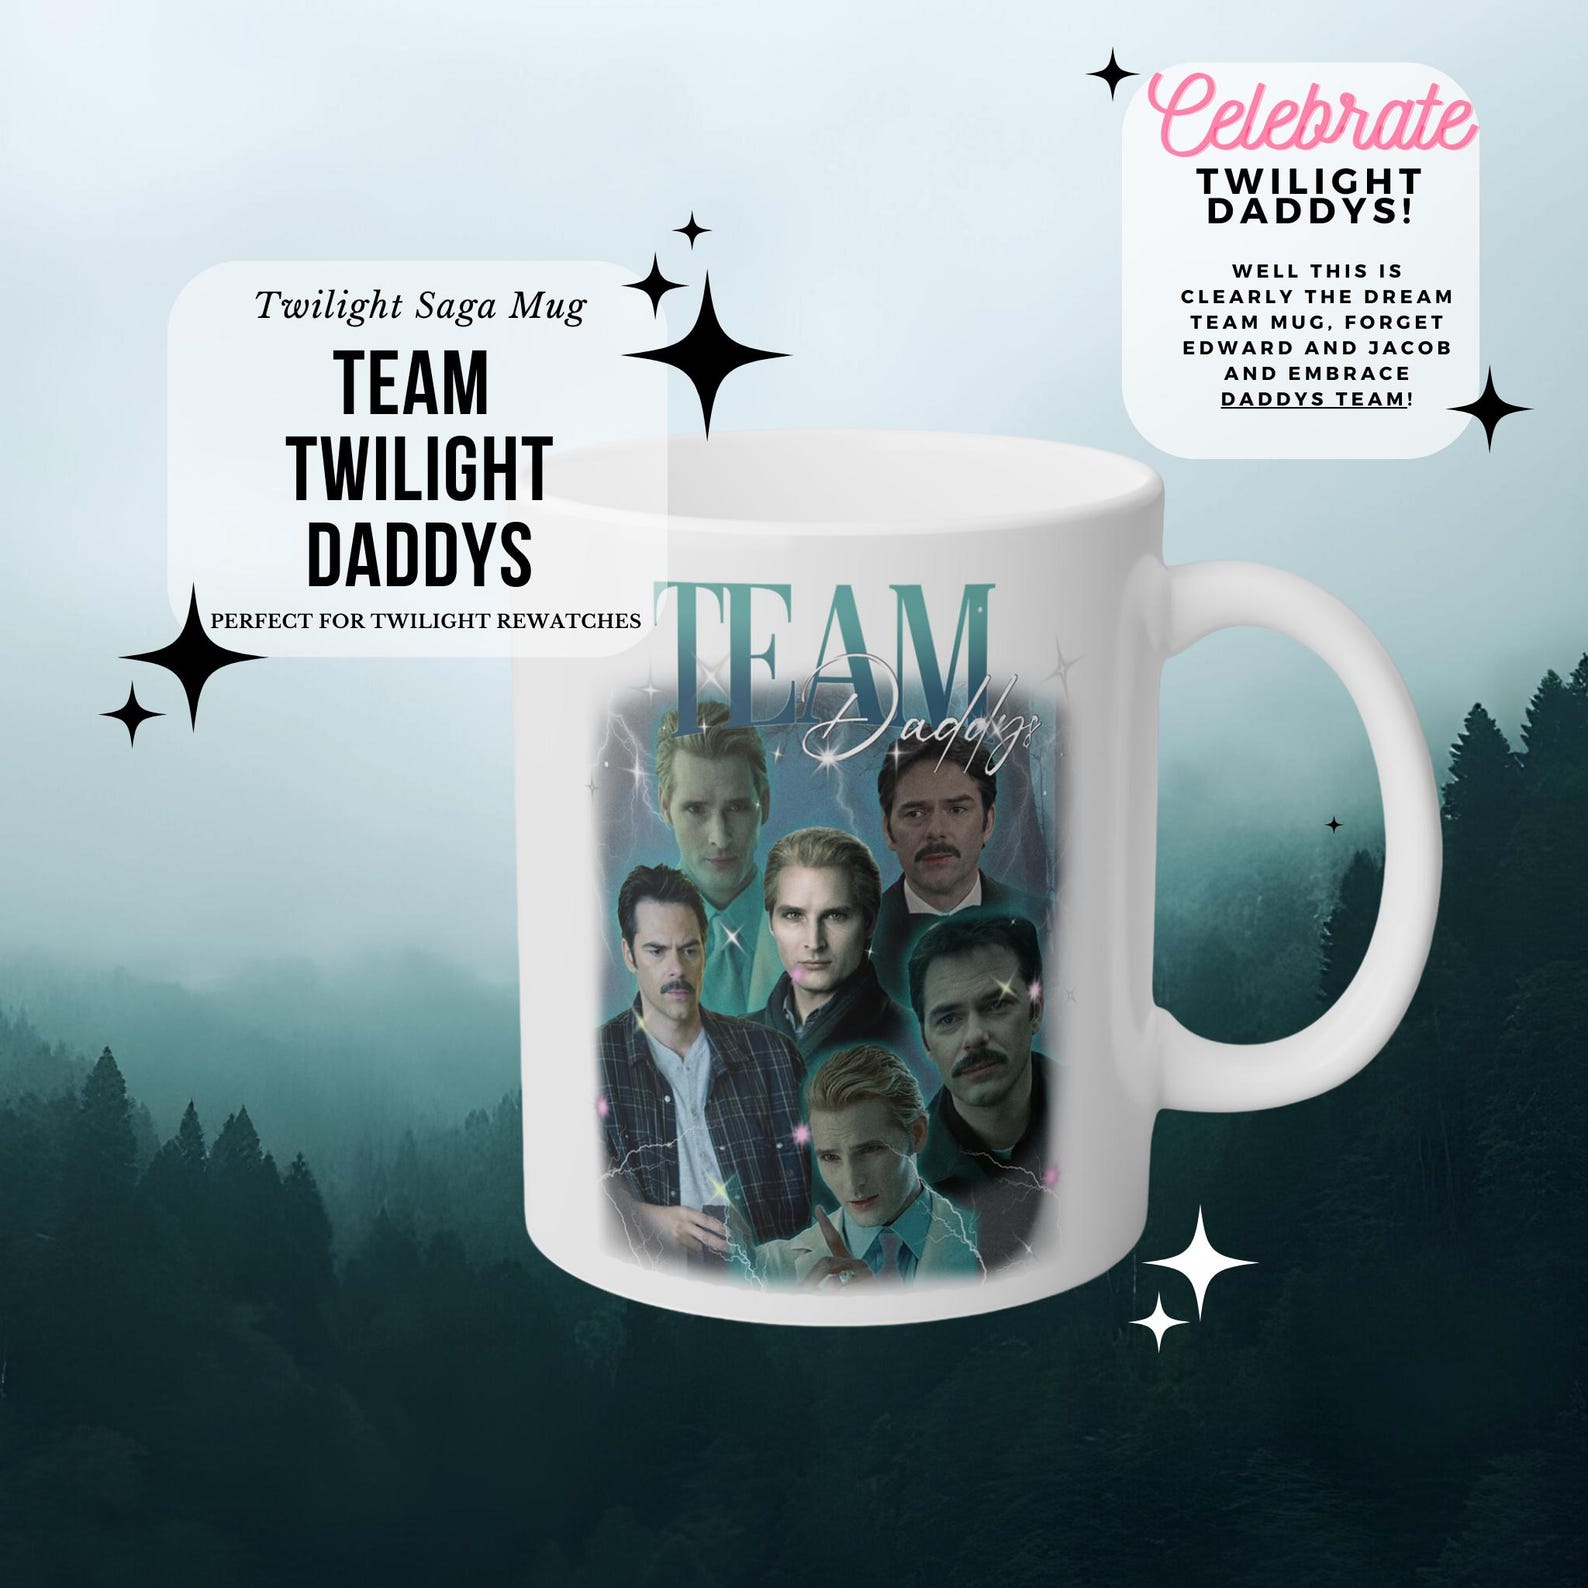 Celebrate
TWILIGHT
DADDYS!
WELL THIS IS
CLEARLY THE DREAM
TEAM MUG, FORGET
EDWARD AND JACOB
AND EMBRACE
DADDYS TEAM!
Twilight Saga Mug
TEAM
TWILIGHT
DADDYS
PERFECT FOR TWILIGHT REWATCHES
TEAM
Daddys